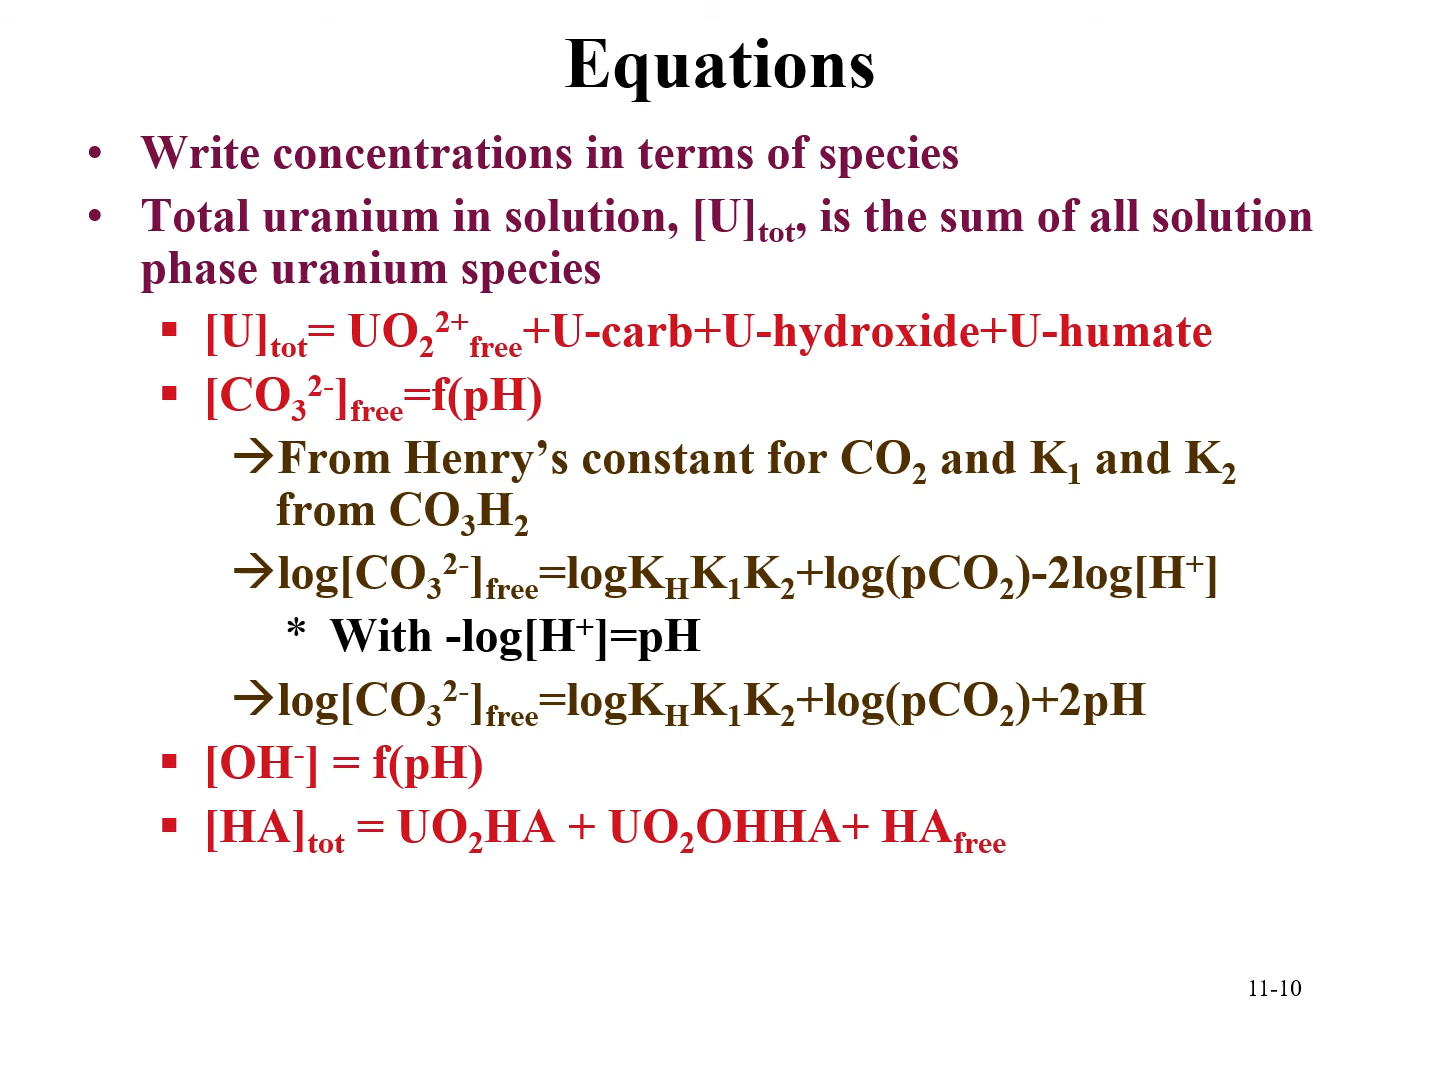 Equations
• Write concentrations in terms of species
• Total uranium in solution, [U]tot, is the sum of all solution
phase uranium species
▪ [U]tot= UO₂²⁺free+U-carb+U-hydroxide+U-humate
▪ [CO₃²⁻]free=f(pH)
→From Henry’s constant for CO₂ and K₁ and K₂
from CO₃H₂
→log[CO₃²⁻]free=logKHK₁K₂+log(pCO₂)-2log[H⁺]
* With -log[H⁺]=pH
→log[CO₃²⁻]free=logKHK₁K₂+log(pCO₂)+2pH
▪ [OH⁻] = f(pH)
▪ [HA]tot = UO₂HA + UO₂OHHA+ HAfree
11-10